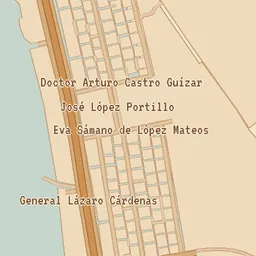 Doctor Arturo Castro Guízar
José López Portillo
Eva Sámano de López Mateos
General Lázaro Cárdenas